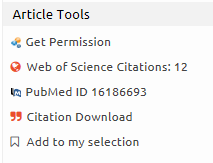 Article Tools
Get Permission
Web of Science Citations: 12
PubMed ID 16186693
Citation Download
Add to my selection